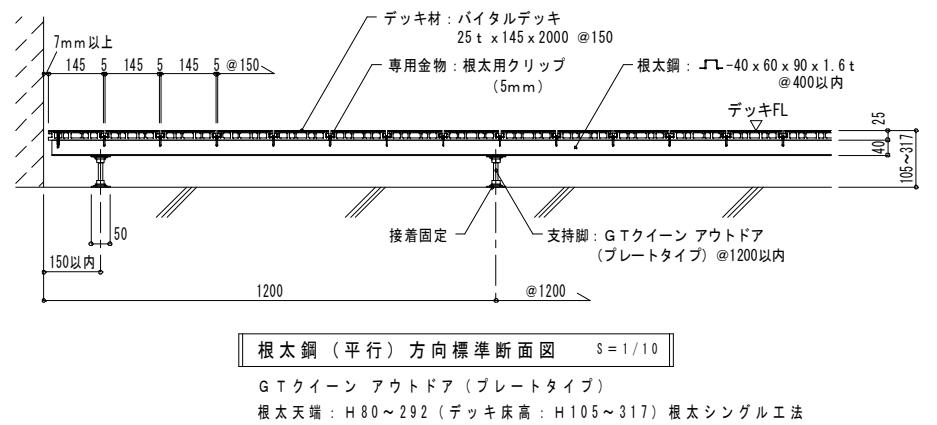 デッキ材：バイタルデッキ
25ｔｘ145ｘ2000 @150
7mm以上
145 5 145 5 145 5 @150
専用金物：根太用クリップ
(5mm)
根太鋼： -40ｘ60ｘ90ｘ1.6ｔ
@400以内
デッキFL
25
40
105～317
50
接着固定
支持脚：ＧＴクイーン アウトドア
（プレートタイプ）@1200以内
150以内
1200
@1200
根太鋼（平行）方向標準断面図 Ｓ＝1/10
ＧＴクイーン アウトドア（プレートタイプ）
根太天端：Ｈ80～292（デッキ床高：Ｈ105～317）根太シングル工法